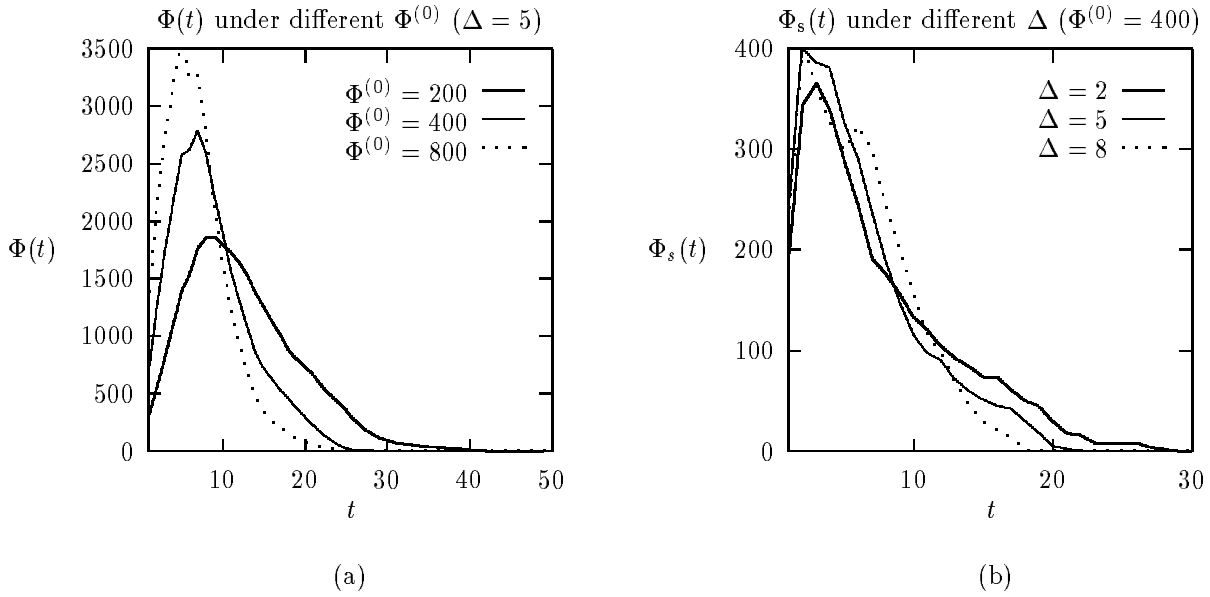 Φ(t) under different Φ^(0) (Δ = 5)
3500
3000
2500
2000
1500
1000
500
0
Φ(t)
Φ^(0) = 200
Φ^(0) = 400
Φ^(0) = 800
10 20 30 40 50
t
(a)
Φ_s(t) under different Δ (Φ^(0) = 400)
400
300
200
100
0
Φ_s(t)
Δ = 2
Δ = 5
Δ = 8
10 20 30
t
(b)